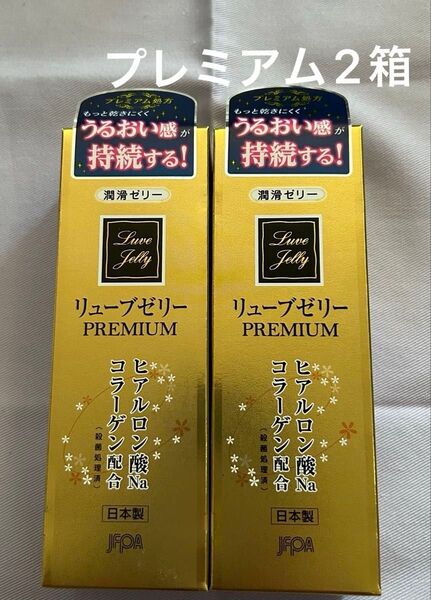 プレミアム2箱
プレミアム処方
もっと乾きにくく
うるおい感が
持続する!
潤滑ゼリー
Luve
Jelly
リューブゼリー
PREMIUM
ヒアルロン酸Na
コラーゲン配合
(殺菌処理済)
日本製
JFPA
プレミアム処方
もっと乾きにくく
うるおい感が
持続する!
潤滑ゼリー
Luve
Jelly
リューブゼリー
PREMIUM
ヒアルロン酸Na
コラーゲン配合
(殺菌処理済)
日本製
JFPA